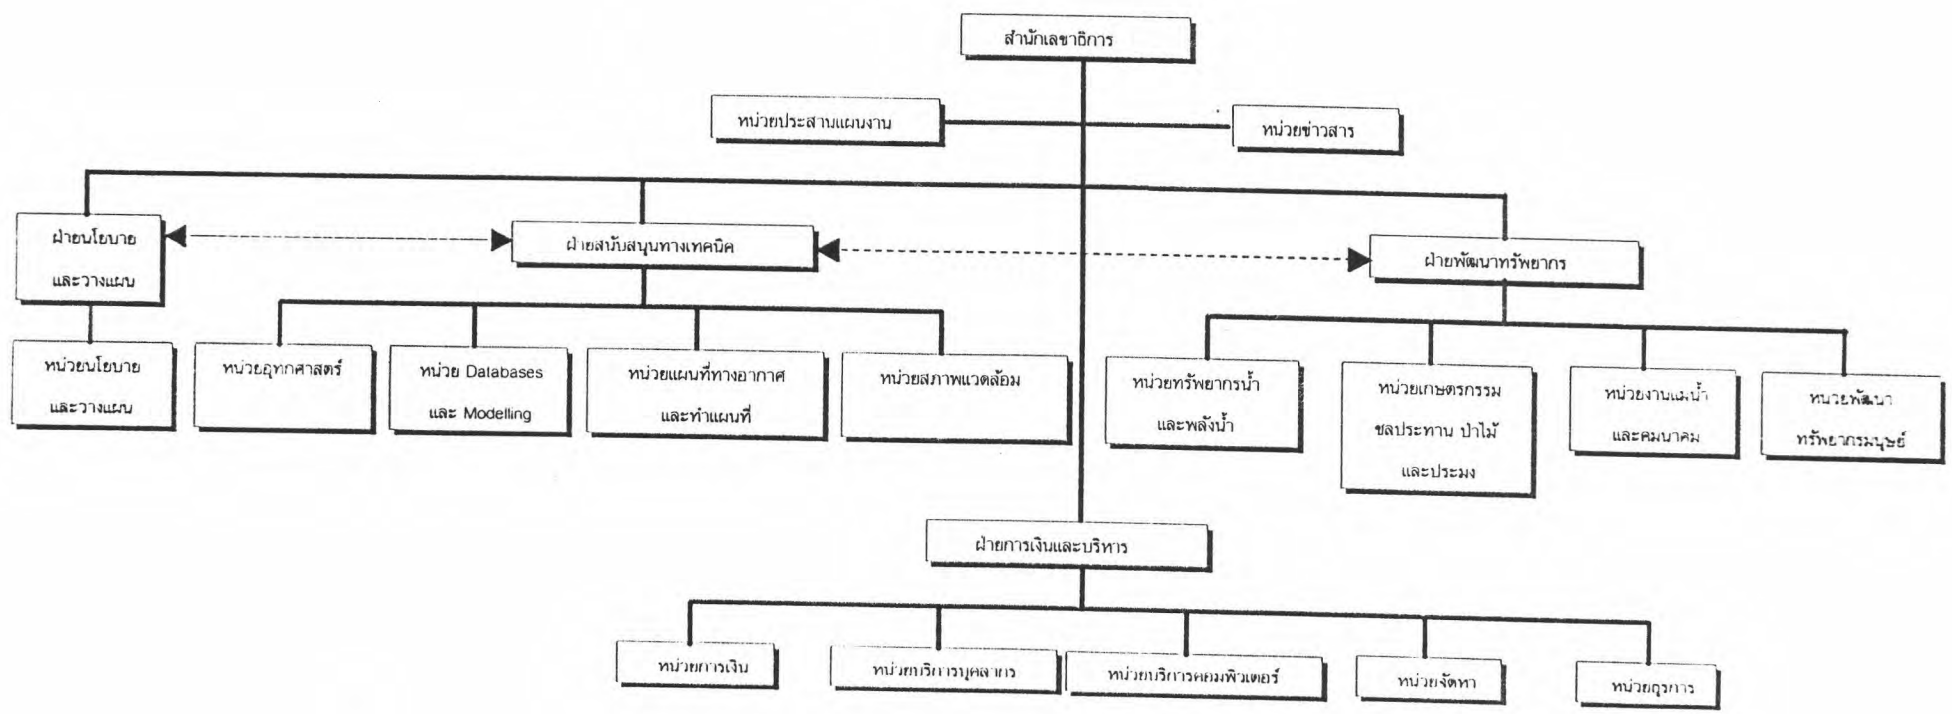 สำนักเลขาธิการ
หน่วยประสานแผนงาน
หน่วยข่าวสาร
ฝ่ายนโยบาย
และวางแผน
ฝ่ายสนับสนุนทางเทคนิค
ฝ่ายพัฒนาทรัพยากร
หน่วยนโยบาย
และวางแผน
หน่วยอุทกศาสตร์
หน่วย Databases
และ Modelling
หน่วยแผนที่ทางอากาศ
และทำแผนที่
หน่วยสภาพแวดล้อม
หน่วยทรัพยากรน้ำ
และพลังน้ำ
หน่วยเกษตรกรรม
ชลประทาน ป่าไม้
และประมง
หน่วยงานแม่น้ำ
และคมนาคม
หน่วยพัฒนา
ทรัพยากรมนุษย์
ฝ่ายการเงินและบริหาร
หน่วยการเงิน
หน่วยบริการบุคลากร
หน่วยบริการคอมพิวเตอร์
หน่วยจัดหา
หน่วยธุรการ